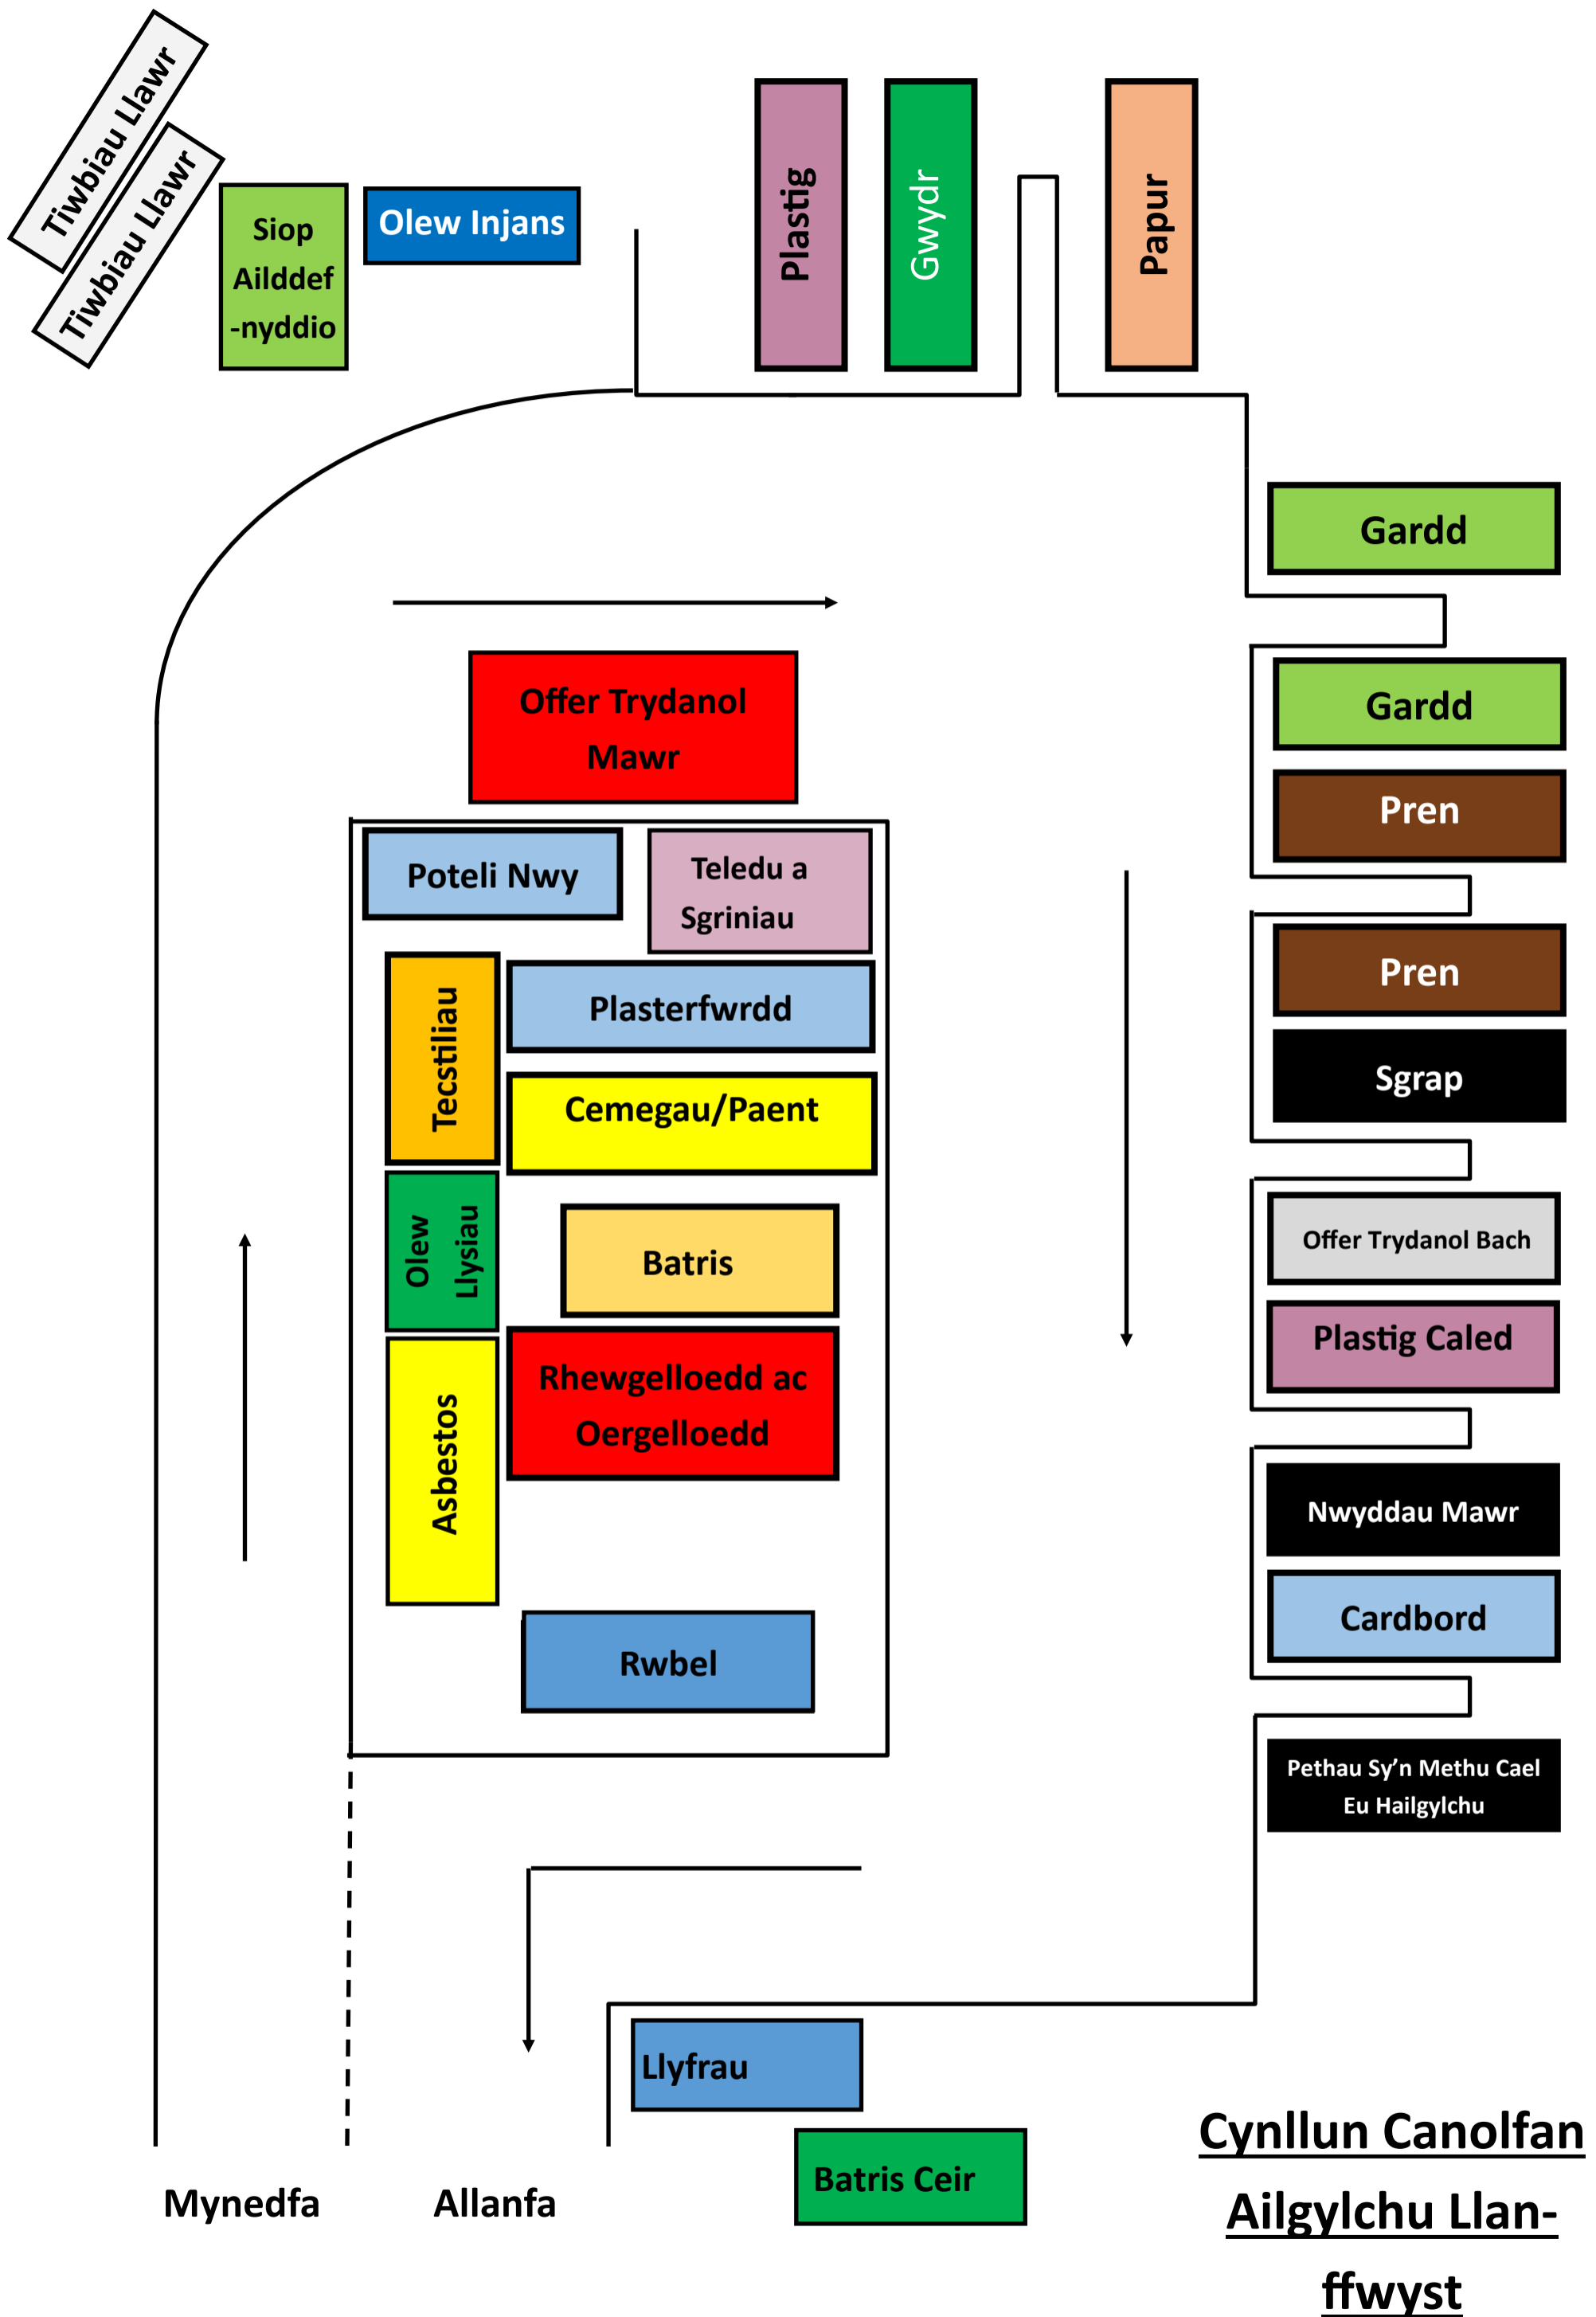 Tiwbiau Llawr
Tiwbiau Llawr
Siop
Ailddef
-nyddio
Olew Injans
Plastig
Gwydr
Papur
Gardd
Gardd
Pren
Pren
Sgrap
Offer Trydanol Bach
Plastig Caled
Nwyddau Mawr
Cardbord
Pethau Sy’n Methu Cael
Eu Hailgylchu
Offer Trydanol
Mawr
Poteli Nwy
Teledu a
Sgriniau
Tecstiliau
Plasterfwrdd
Cemegau/Paent
Olew
Llysiau
Batris
Asbestos
Rhewgelloedd ac
Oergelloedd
Rwbel
Llyfrau
Batris Ceir
Mynedfa
Allanfa
Cynllun Canolfan
Ailgylchu Llan-
ffwyst